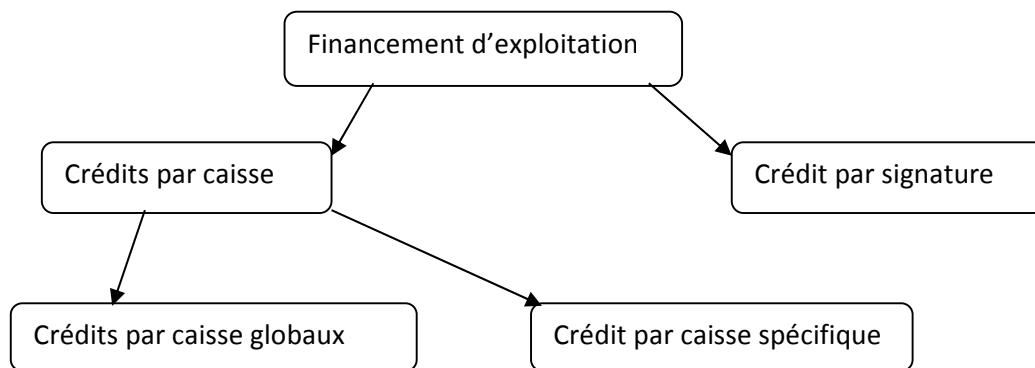 Financement d’exploitation
Crédits par caisse
Crédit par signature
Crédits par caisse globaux
Crédit par caisse spécifique